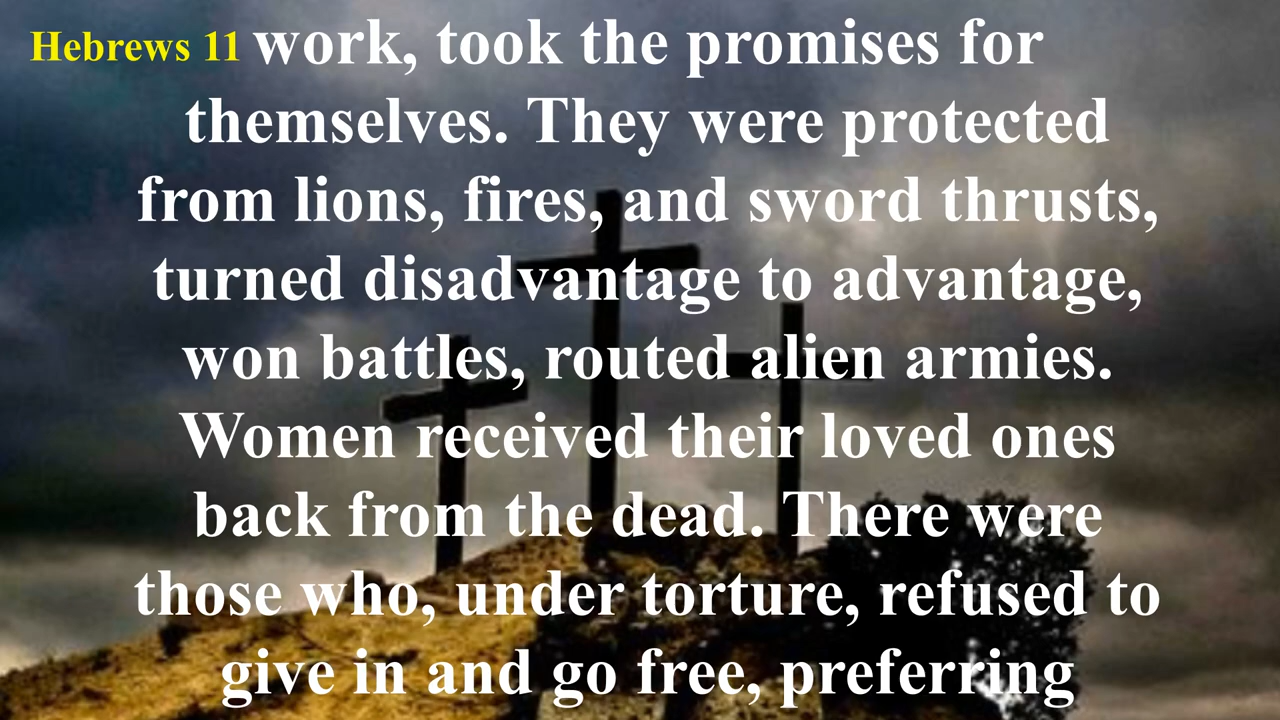 Hebrews 11 work, took the promises for
themselves. They were protected
from lions, fires, and sword thrusts,
turned disadvantage to advantage,
won battles, routed alien armies.
Women received their loved ones
back from the dead. There were
those who, under torture, refused to
give in and go free, preferring